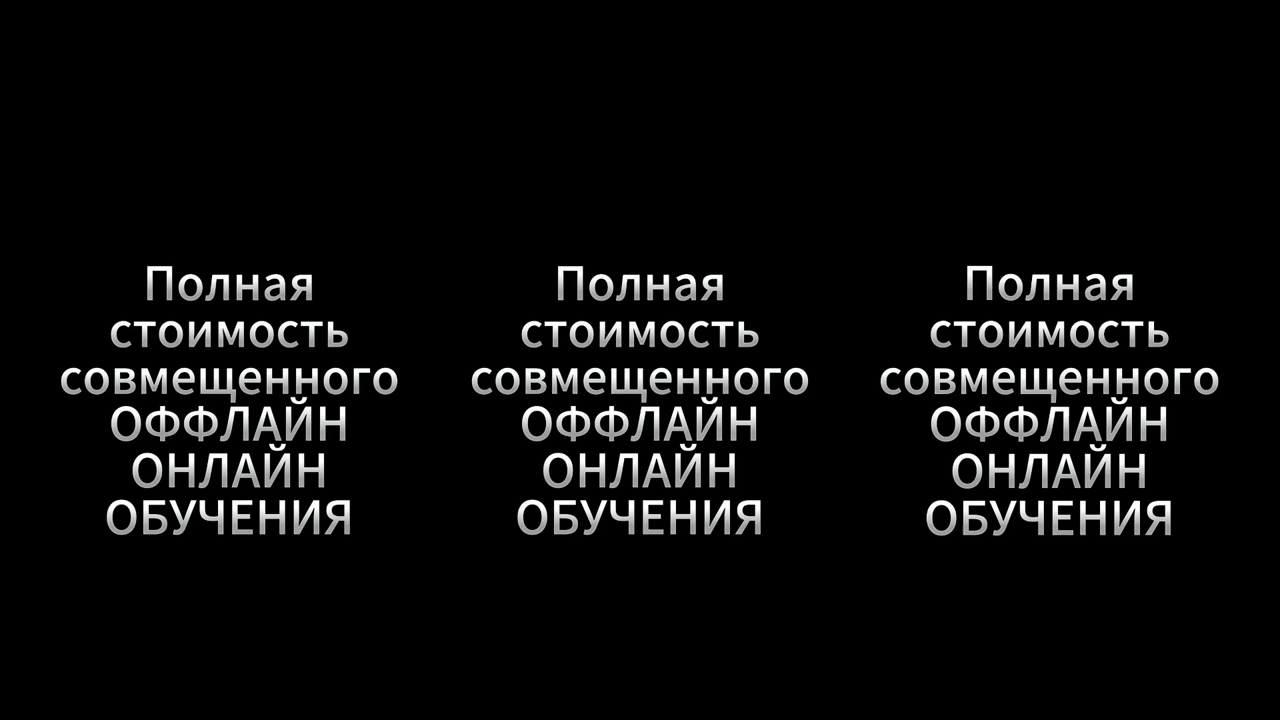 Полная
стоимость
совмещенного
ОФФЛАЙН
ОНЛАЙН
ОБУЧЕНИЯ
Полная
стоимость
совмещенного
ОФФЛАЙН
ОНЛАЙН
ОБУЧЕНИЯ
Полная
стоимость
совмещенного
ОФФЛАЙН
ОНЛАЙН
ОБУЧЕНИЯ